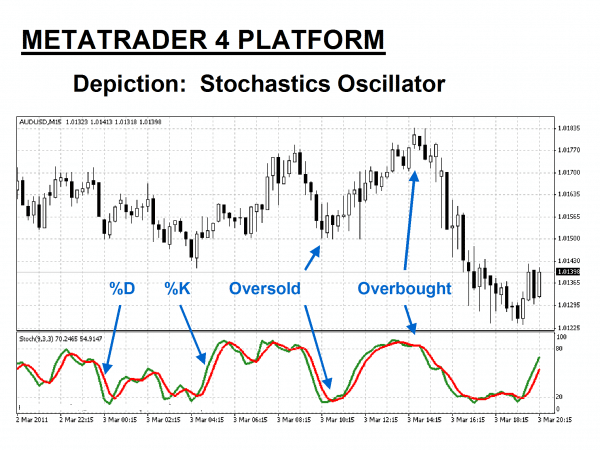 METATRADER 4 PLATFORM
Depiction: Stochastics Oscillator
AUDUSD,M15 1.01323 1.01413 1.01318 1.01398
1.01835
1.01770
1.01700
1.01635
1.01565
1.01500
1.01430
1.01398
1.01365
1.01295
1.01225
%D %K Oversold Overbought
Stoch(9,3,3) 70.2465 54.9147
100
80
20
0
2 Mar 2011 2 Mar 22:15 3 Mar 00:15 3 Mar 02:15 3 Mar 04:15 3 Mar 06:15 3 Mar 08:15 3 Mar 10:15 3 Mar 12:15 3 Mar 14:15 3 Mar 16:15 3 Mar 18:15 3 Mar 20:15